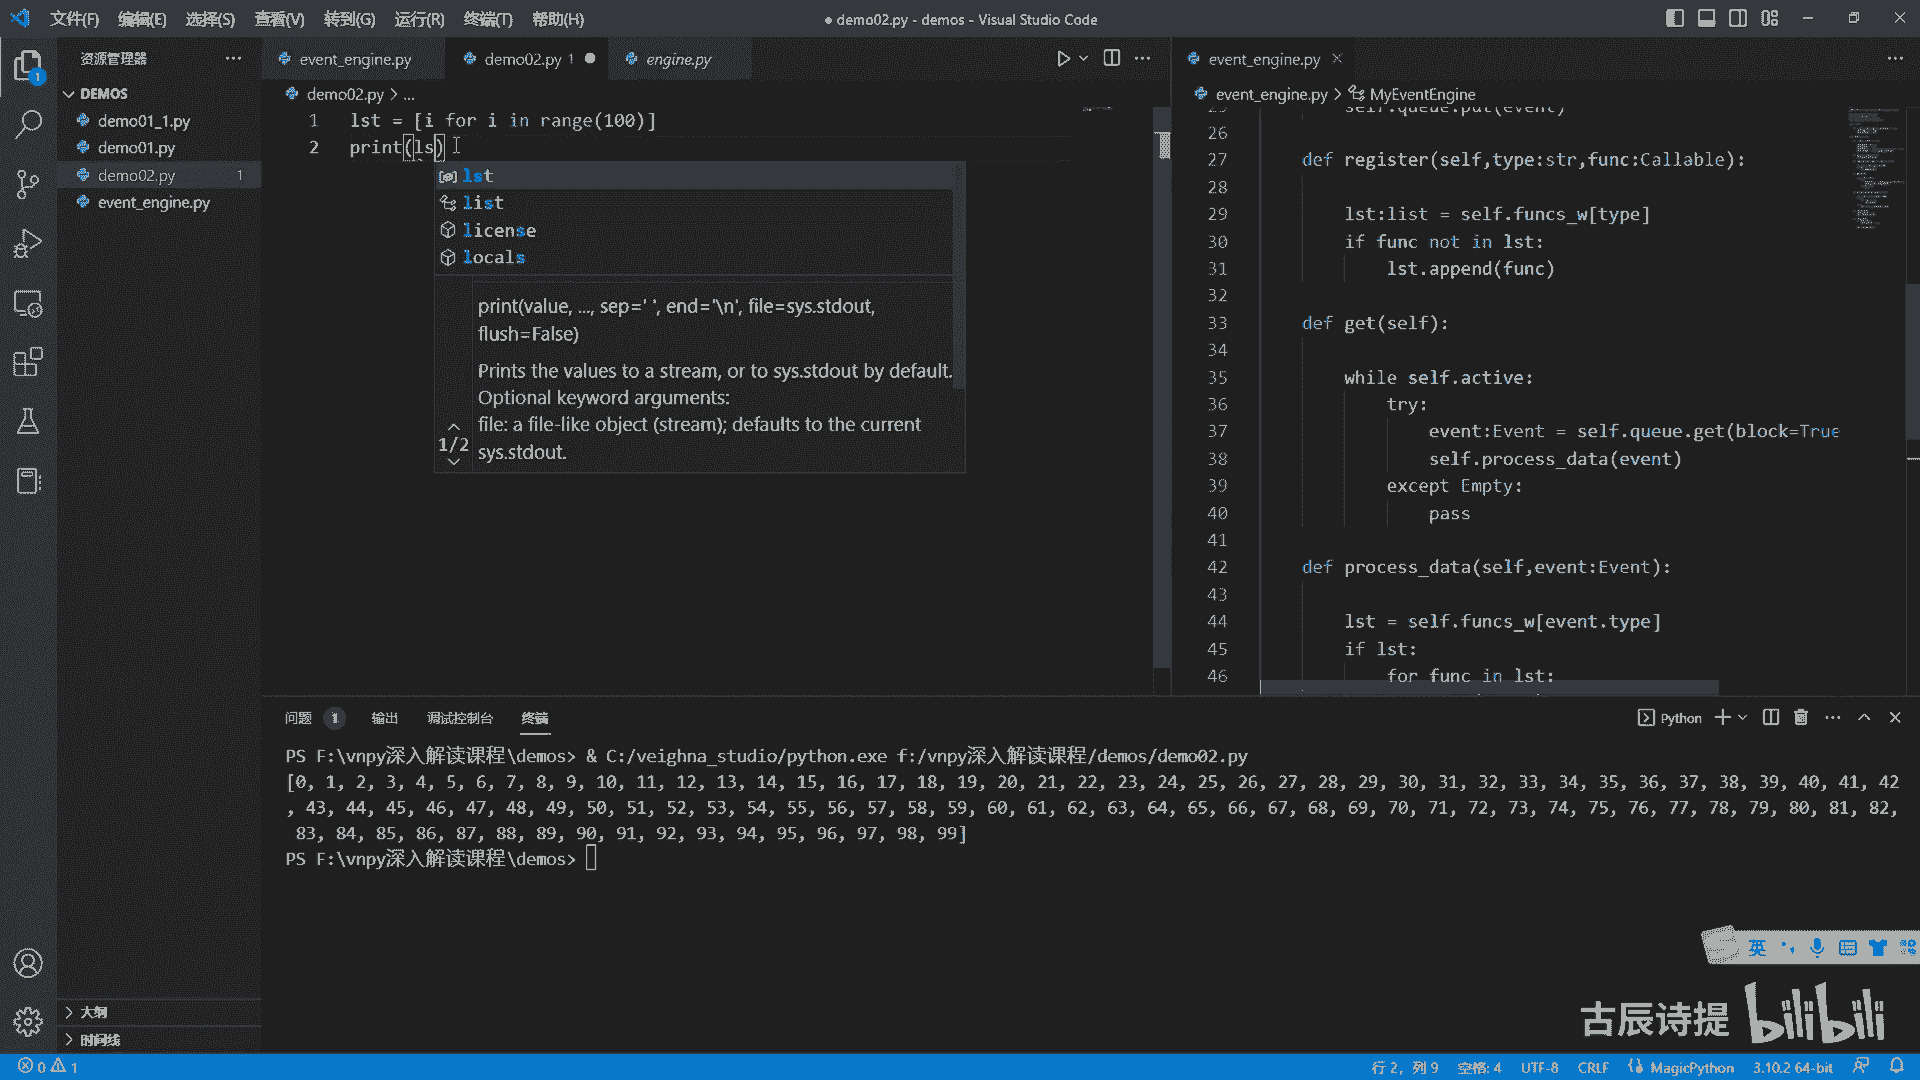 文件(F) 编辑(E) 选择(S) 查看(V) 转到(G) 运行(R) 终端(T) 帮助(H)
● demo02.py - demos - Visual Studio Code
资源管理器
DEMOS
demo01_1.py
demo01.py
demo02.py 1
event_engine.py
大纲
时间线
1
event_engine.py
demo02.py 1
engine.py
demo02.py > ...
1 lst = [i for i in range(100)]
2 print(ls)
lst
list
license
locals
print(value, ..., sep=' ', end='\n', file=sys.stdout,
flush=False)
Prints the values to a stream, or to sys.stdout by default.
Optional keyword arguments:
file: a file-like object (stream); defaults to the current
1/2
sys.stdout.
event_engine.py
event_engine.py > MyEventEngine
25 self.queue.put(event)
26
27 def register(self,type:str,func:Callable):
28
29 lst:list = self.funcs_w[type]
30 if func not in lst:
31 lst.append(func)
32
33 def get(self):
34
35 while self.active:
36 try:
37 event:Event = self.queue.get(block=True
38 self.process_data(event)
39 except Empty:
40 pass
41
42 def process_data(self,event:Event):
43
44 lst = self.funcs_w[event.type]
45 if lst:
46 for func in lst:
问题 1 输出 调试控制台 终端
Python
PS F:\vnpy深入解读课程\demos> & C:/veighna_studio/python.exe f:/vnpy深入解读课程/demos/demo02.py
[0, 1, 2, 3, 4, 5, 6, 7, 8, 9, 10, 11, 12, 13, 14, 15, 16, 17, 18, 19, 20, 21, 22, 23, 24, 25, 26, 27, 28, 29, 30, 31, 32, 33, 34, 35, 36, 37, 38, 39, 40, 41, 42
, 43, 44, 45, 46, 47, 48, 49, 50, 51, 52, 53, 54, 55, 56, 57, 58, 59, 60, 61, 62, 63, 64, 65, 66, 67, 68, 69, 70, 71, 72, 73, 74, 75, 76, 77, 78, 79, 80, 81, 82,
83, 84, 85, 86, 87, 88, 89, 90, 91, 92, 93, 94, 95, 96, 97, 98, 99]
PS F:\vnpy深入解读课程\demos>
英
古辰诗提 bilibili
0 1
行 2，列 9 空格: 4 UTF-8 CRLF MagicPython 3.10.2 64-bit